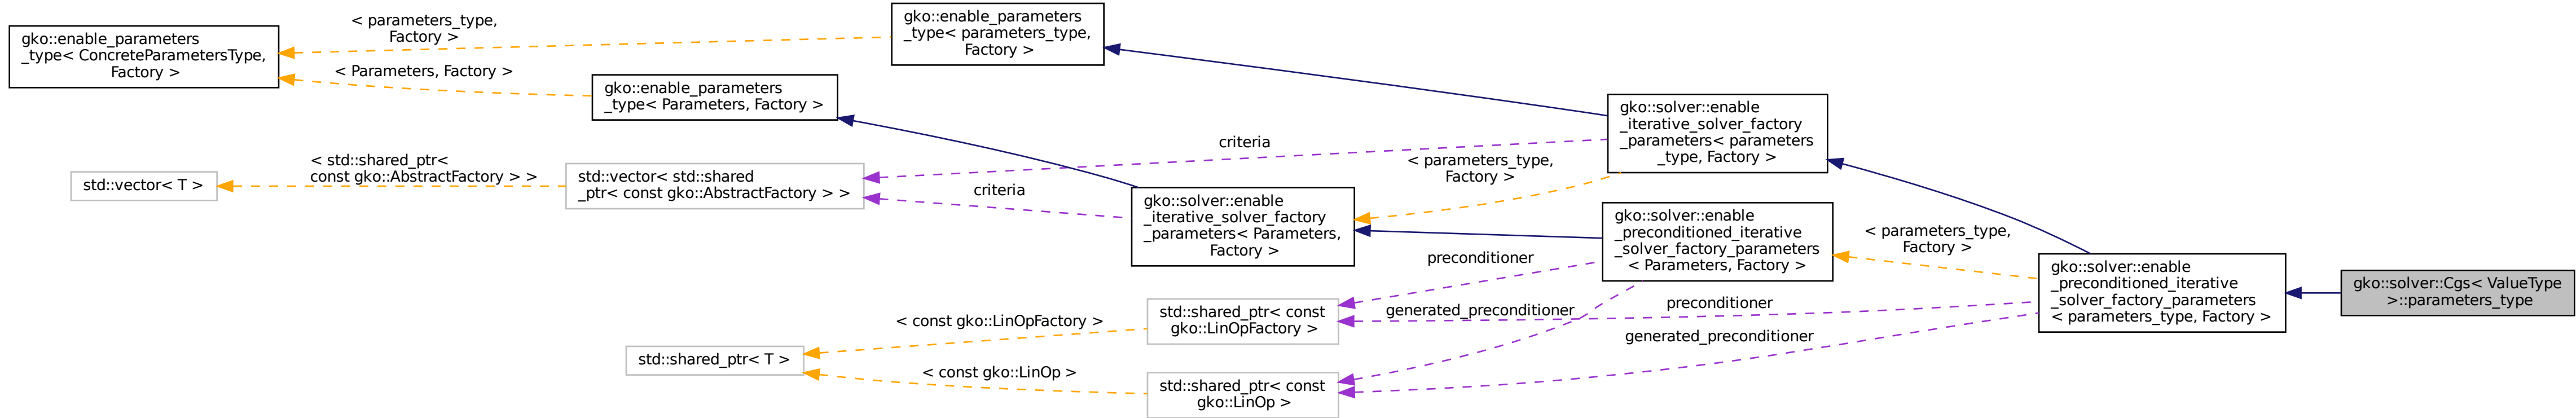 gko::enable_parameters
_type< ConcreteParametersType,
Factory >
< parameters_type,
Factory >
< Parameters, Factory >
gko::enable_parameters
_type< parameters_type,
Factory >
gko::enable_parameters
_type< Parameters, Factory >
std::vector< T >
< std::shared_ptr<
const gko::AbstractFactory > >
std::vector< std::shared
_ptr< const gko::AbstractFactory > >
criteria
criteria
gko::solver::enable
_iterative_solver_factory
_parameters< parameters
_type, Factory >
< parameters_type,
Factory >
gko::solver::enable
_iterative_solver_factory
_parameters< Parameters,
Factory >
gko::solver::enable
_preconditioned_iterative
_solver_factory_parameters
< Parameters, Factory >
< parameters_type,
Factory >
preconditioner
generated_preconditioner
preconditioner
generated_preconditioner
std::shared_ptr< T >
< const gko::LinOpFactory >
< const gko::LinOp >
std::shared_ptr< const
gko::LinOpFactory >
std::shared_ptr< const
gko::LinOp >
gko::solver::enable
_preconditioned_iterative
_solver_factory_parameters
< parameters_type, Factory >
gko::solver::Cgs< ValueType
>::parameters_type